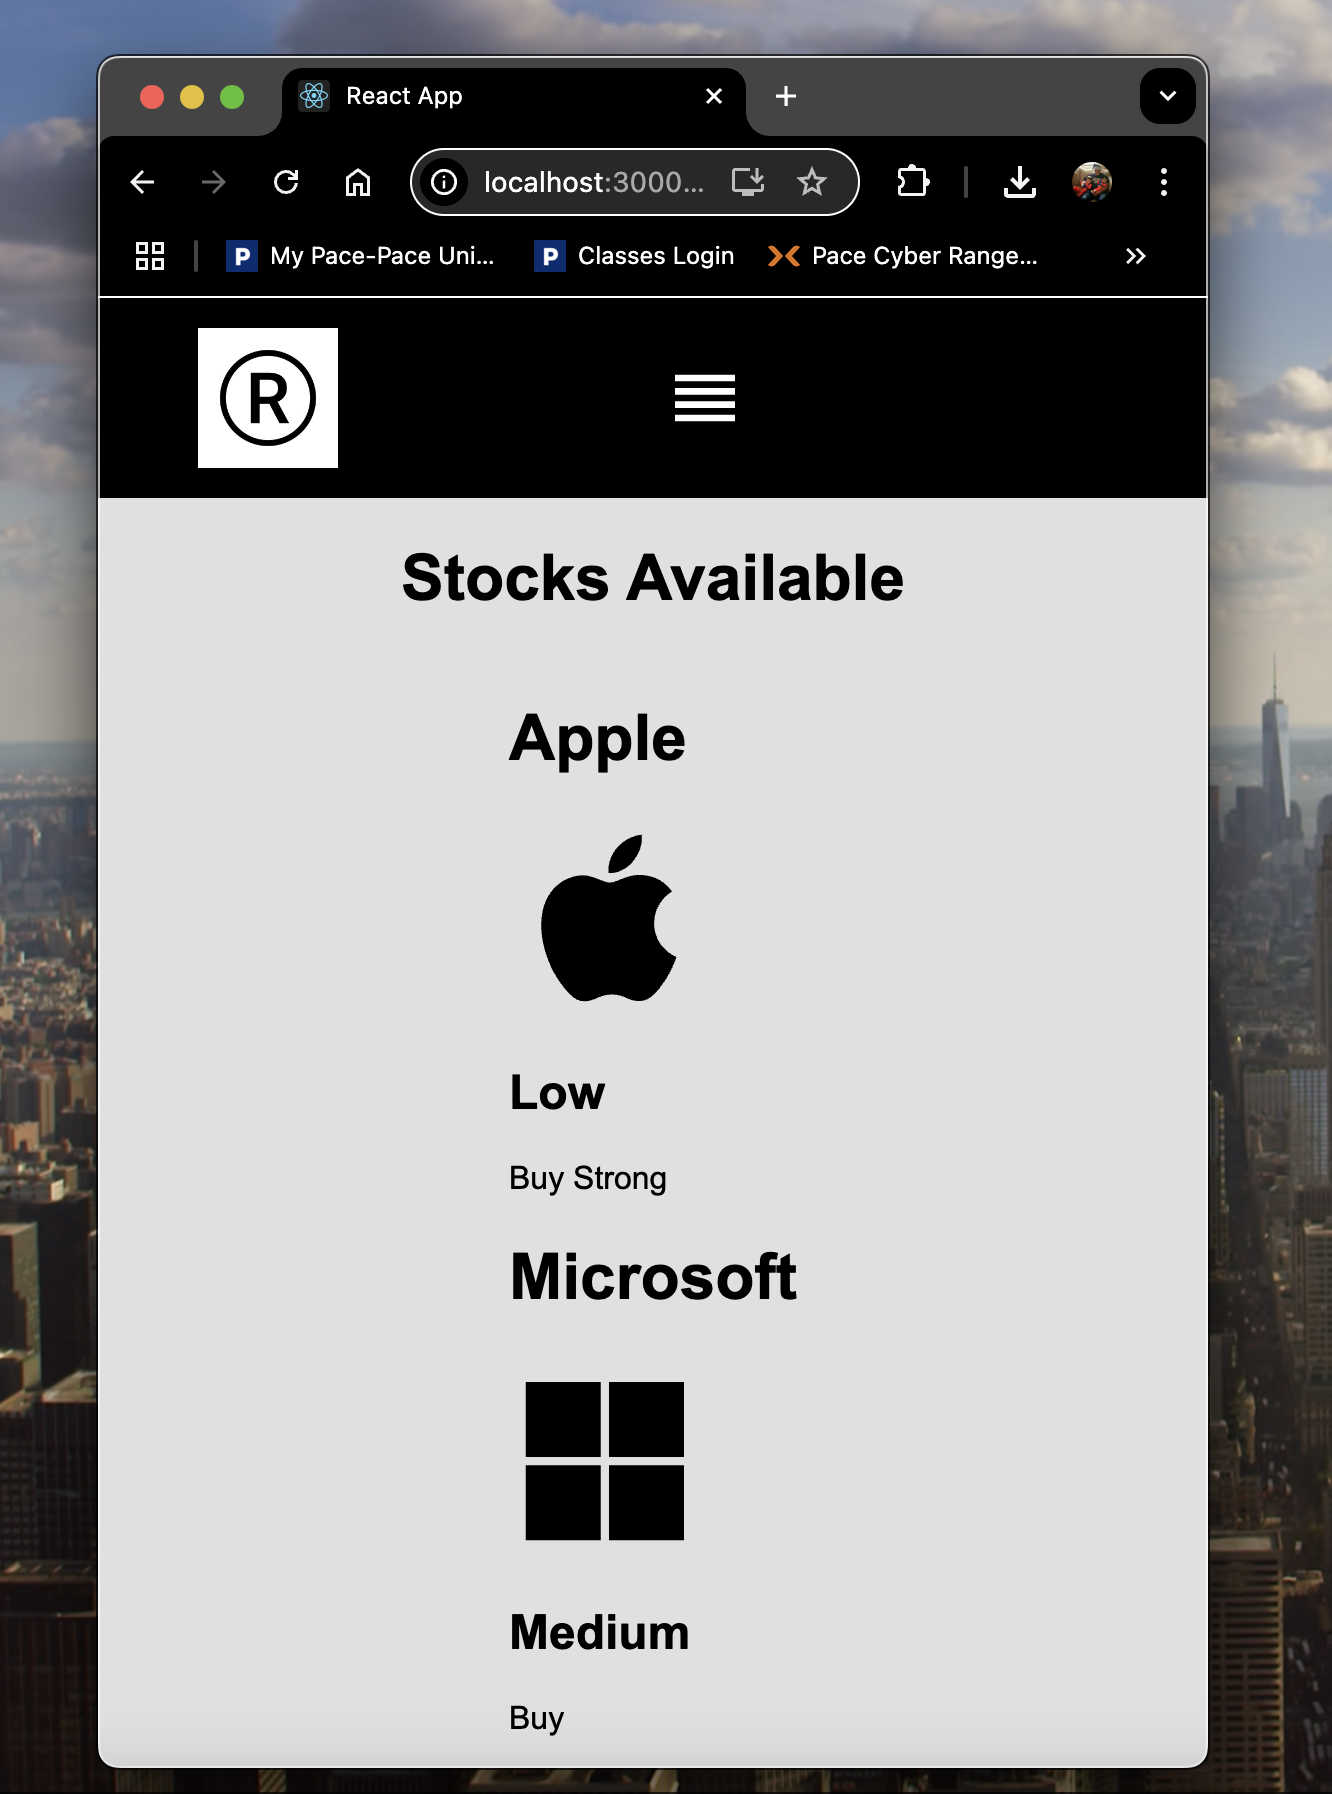 React App
localhost:3000...
My Pace-Pace Uni...
Classes Login
Pace Cyber Range...
®
Stocks Available
Apple
Low
Buy Strong
Microsoft
Medium
Buy